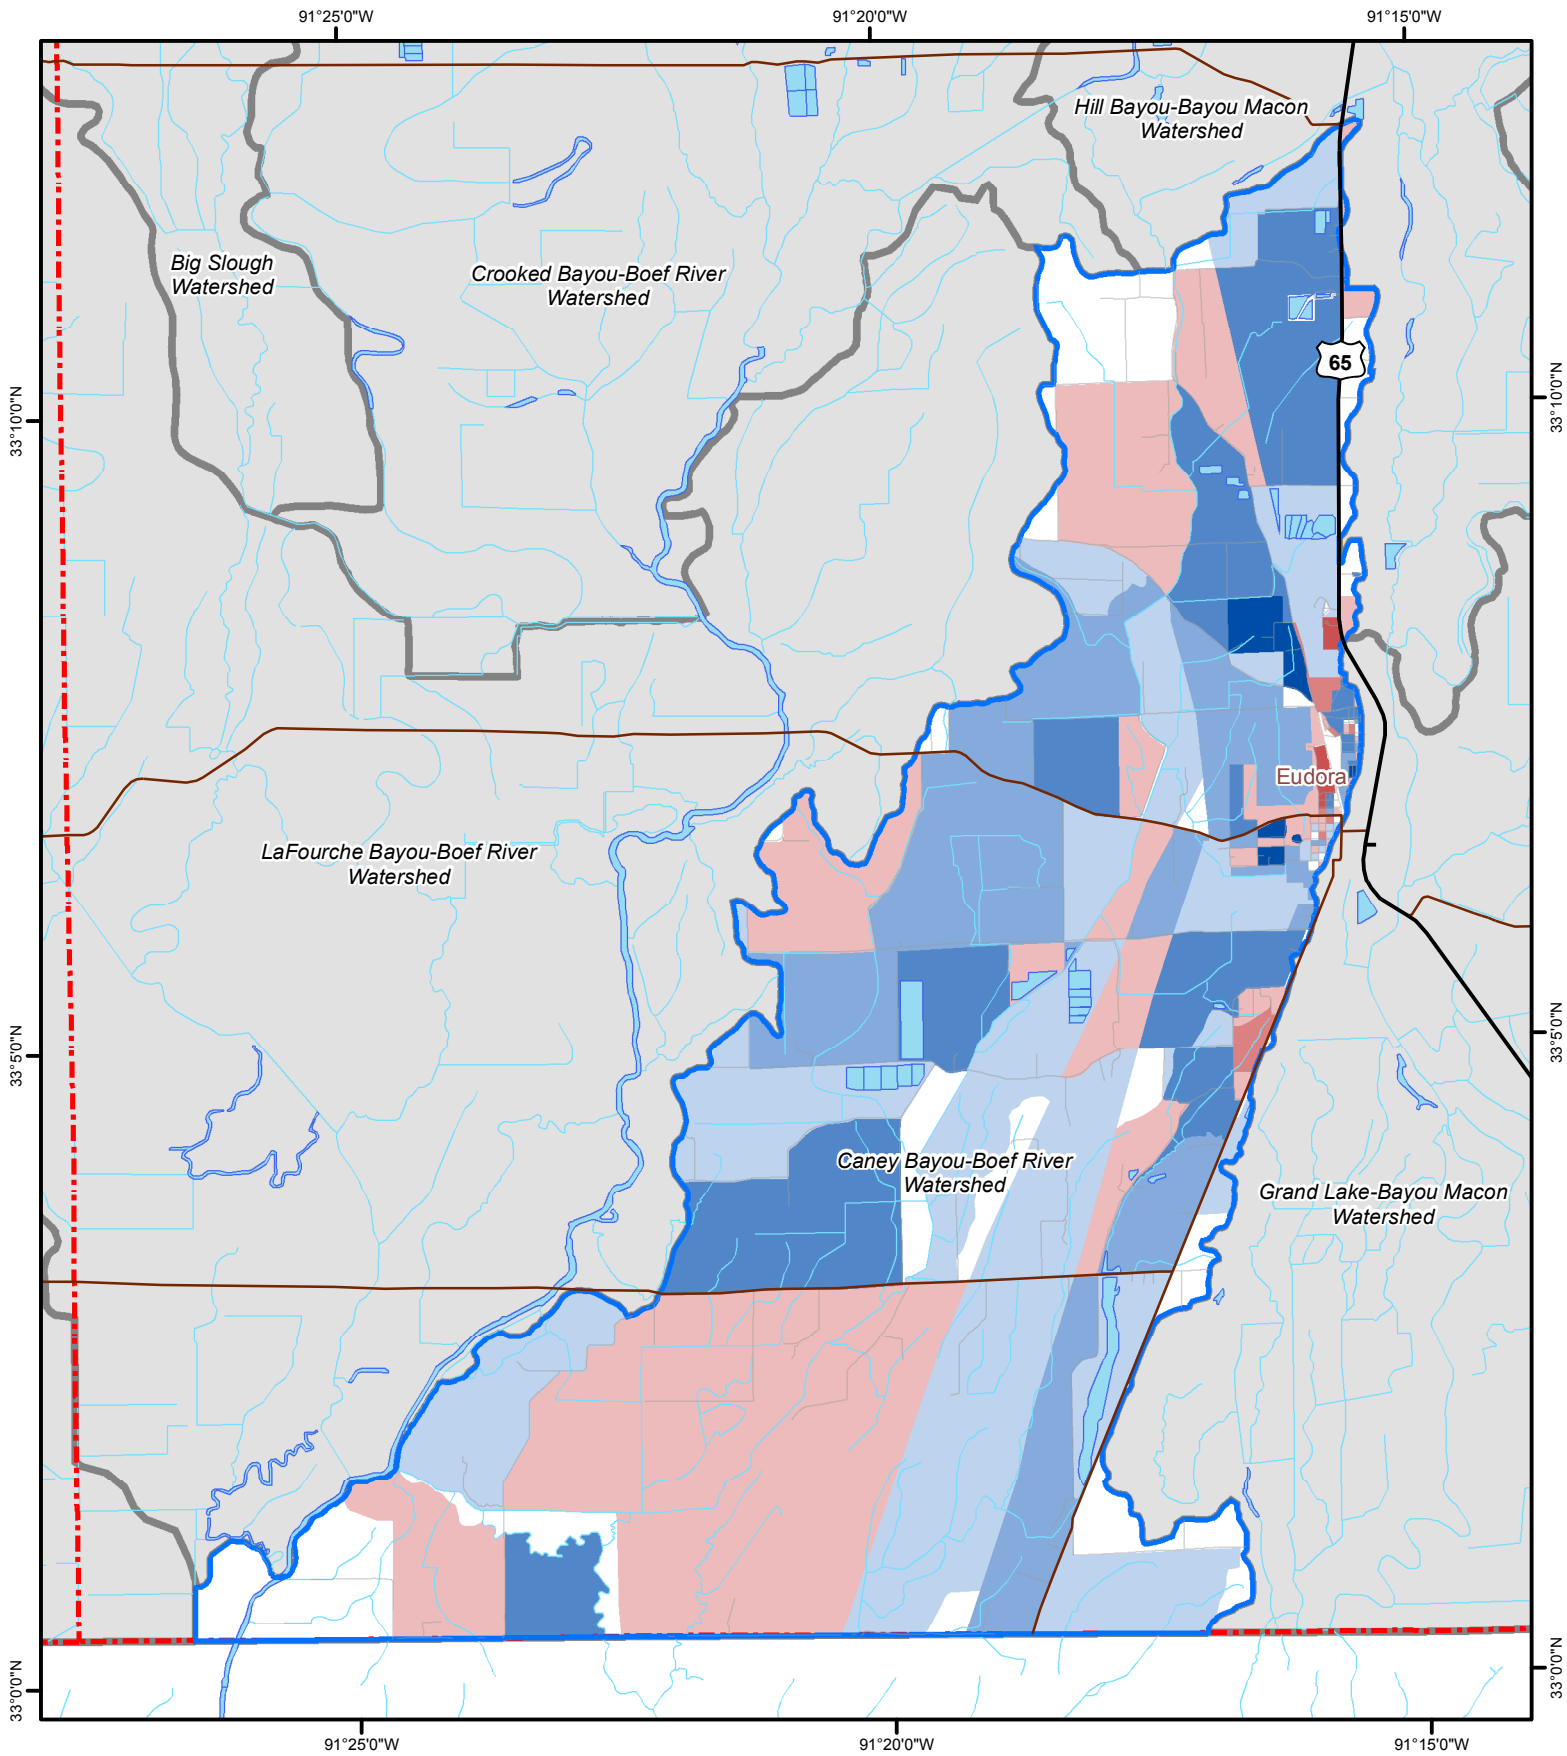 91°25'0"W
91°20'0"W
91°15'0"W
Hill Bayou-Bayou Macon
Watershed
Big Slough
Watershed
Crooked Bayou-Boef River
Watershed
65
33°10'0"N
33°10'0"N
Eudora
LaFourche Bayou-Boef River
Watershed
33°5'0"N
33°5'0"N
Caney Bayou-Boef River
Watershed
Grand Lake-Bayou Macon
Watershed
33°0'0"N
33°0'0"N
91°25'0"W
91°20'0"W
91°15'0"W